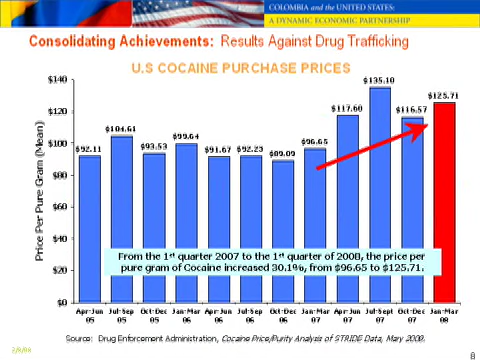 COLOMBIA and the UNITED STATES:
A DYNAMIC ECONOMIC PARTNERSHIP
Consolidating Achievements: Results Against Drug Trafficking
U.S COCAINE PURCHASE PRICES
Price Per Pure Gram (Mean)
$140
$120
$100
$80
$60
$40
$20
$0
$92.11
$104.61
$93.53
$99.64
$91.67
$92.23
$89.09
$96.65
$117.60
$135.10
$116.57
$125.71
From the 1st quarter 2007 to the 1st quarter of 2008, the price per
pure gram of Cocaine increased 30.1%, from $96.65 to $125.71.
Apr-Jun 05
Jul-Sep 05
Oct-Dec 05
Jan-Mar 06
Apr-Jun 06
Jul-Sep 06
Oct-Dec 06
Jan-Mar 07
Apr-Jun 07
Jul-Sept 07
Oct-Dec 07
Jan-Mar 08
Source: Drug Enforcement Administration, Cocaine Price/Purity Analysis of STRIDE Data, May 2008.
8